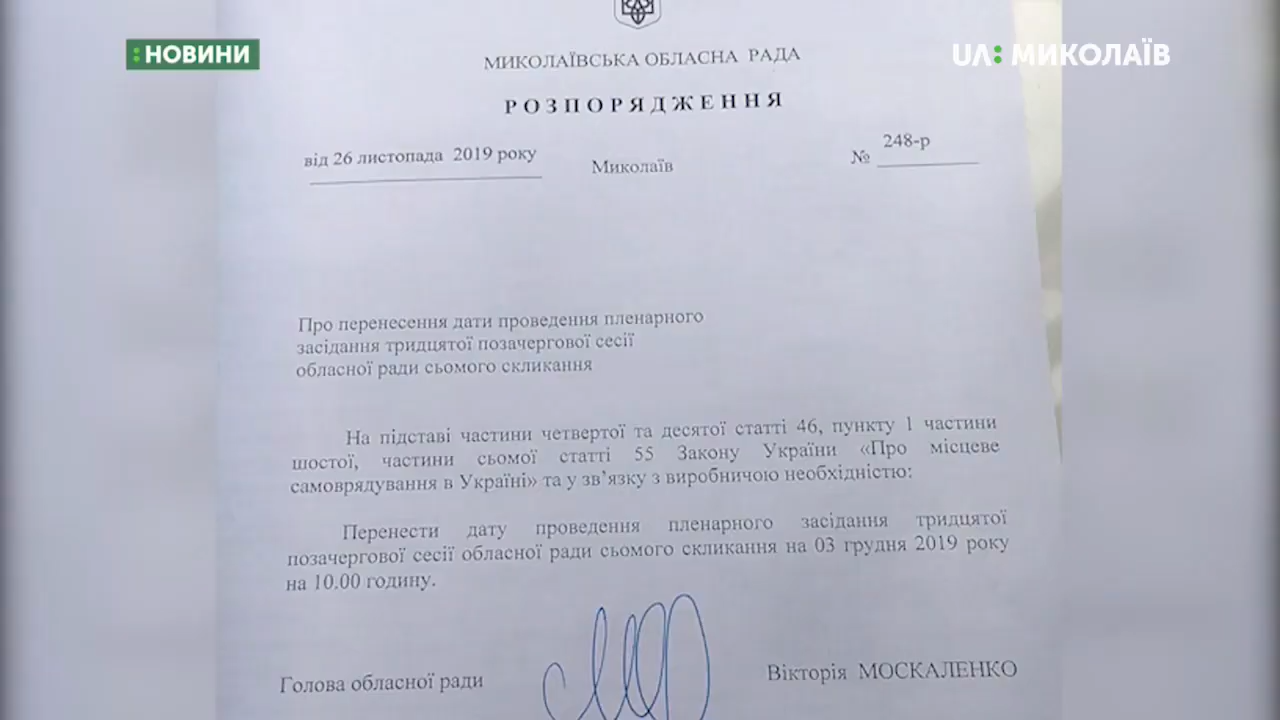 :НОВИНИ
UA: МИКОЛАЇВ
МИКОЛАЇВСЬКА ОБЛАСНА РАДА
РОЗПОРЯДЖЕННЯ
від 26 листопада 2019 року
Миколаїв
№ 248-р
Про перенесення дати проведення пленарного
засідання тридцятої позачергової сесії
обласної ради сьомого скликання
На підставі частини четвертої та десятої статті 46, пункту 1 частини
шостої, частини сьомої статті 55 Закону України «Про місцеве
самоврядування в Україні» та у зв’язку з виробничою необхідністю:
Перенести дату проведення пленарного засідання тридцятої
позачергової сесії обласної ради сьомого скликання на 03 грудня 2019 року
на 10.00 годину.
Голова обласної ради
Вікторія МОСКАЛЕНКО